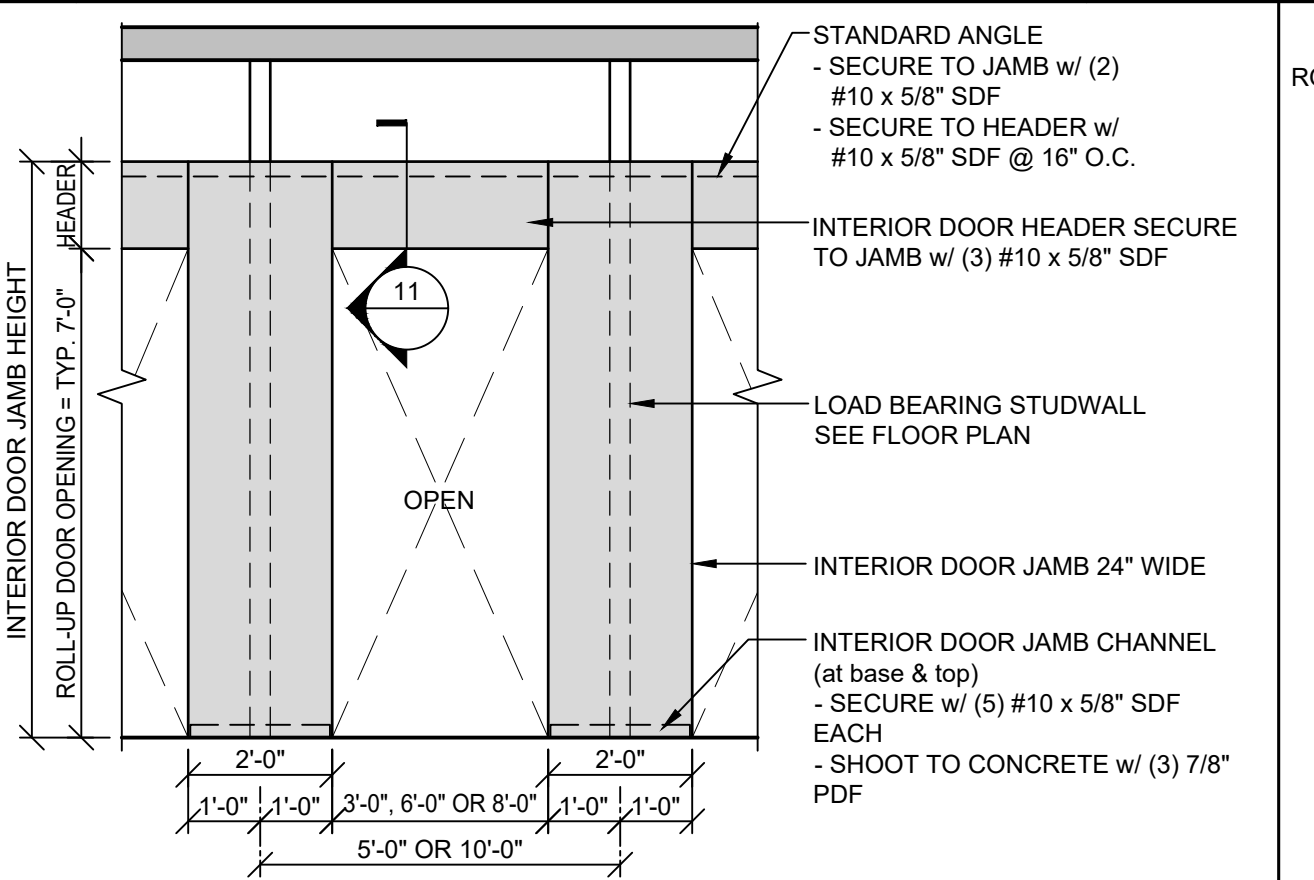 STANDARD ANGLE
- SECURE TO JAMB w/ (2)
#10 x 5/8" SDF
- SECURE TO HEADER w/
#10 x 5/8" SDF @ 16" O.C.
INTERIOR DOOR HEADER SECURE
TO JAMB w/ (3) #10 x 5/8" SDF
LOAD BEARING STUDWALL
SEE FLOOR PLAN
INTERIOR DOOR JAMB 24" WIDE
INTERIOR DOOR JAMB CHANNEL
(at base & top)
- SECURE w/ (5) #10 x 5/8" SDF
EACH
- SHOOT TO CONCRETE w/ (3) 7/8"
PDF
INTERIOR DOOR JAMB HEIGHT
HEADER
ROLL-UP DOOR OPENING = TYP. 7'-0"
11
OPEN
2'-0" 2'-0"
1'-0" 1'-0" 3'-0", 6'-0" OR 8'-0" 1'-0" 1'-0"
5'-0" OR 10'-0"